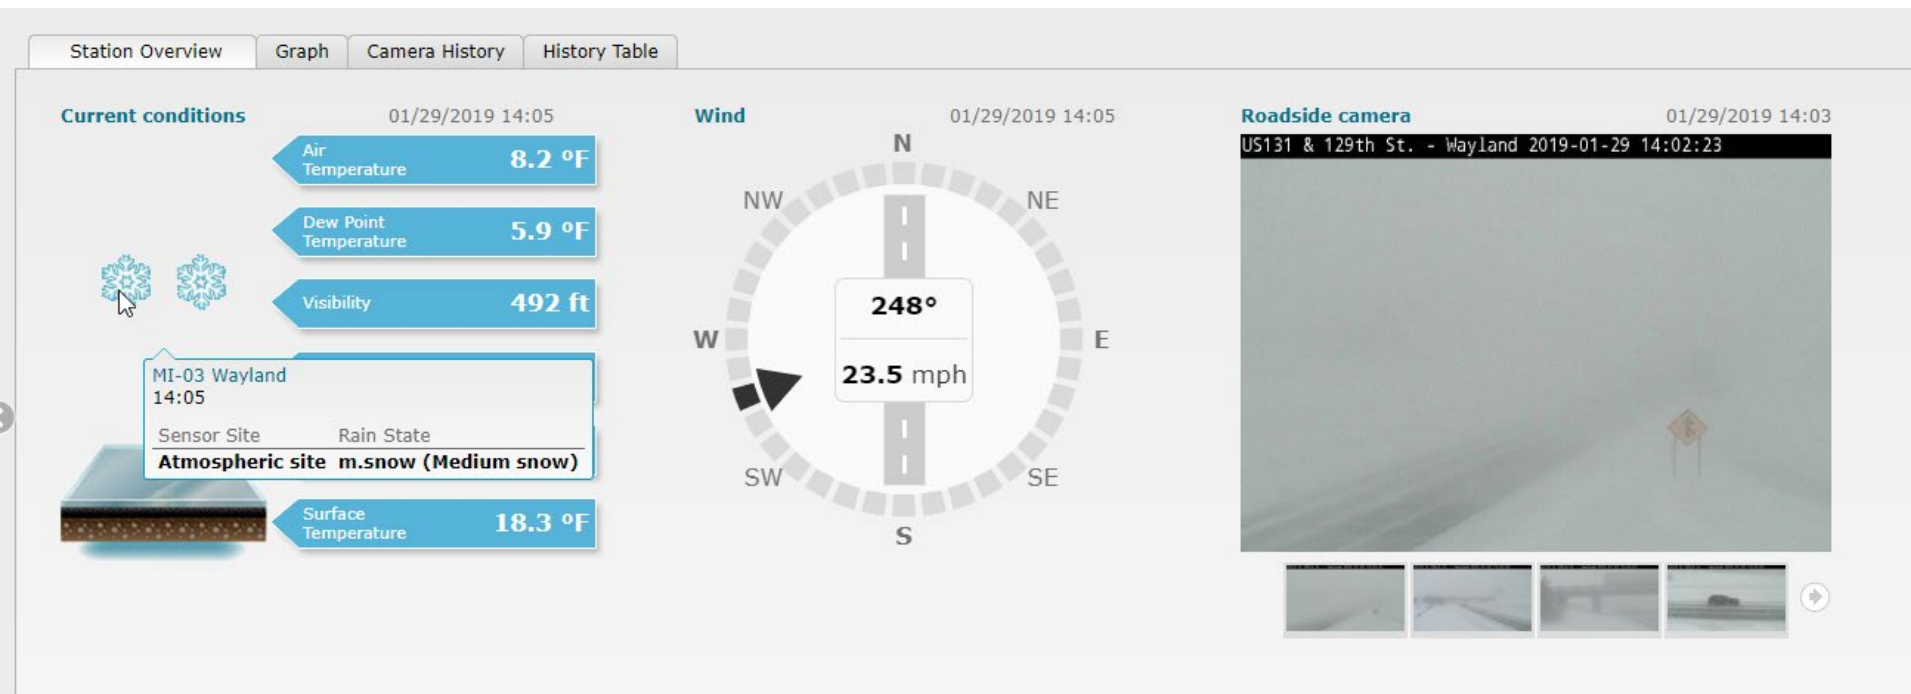 Station Overview
Graph
Camera History
History Table
Current conditions
01/29/2019 14:05
Air
Temperature
8.2 ºF
Dew Point
Temperature
5.9 ºF
Visibility
492 ft
MI-03 Wayland
14:05
Sensor Site Rain State
Atmospheric site m.snow (Medium snow)
Surface
Temperature
18.3 ºF
Wind
01/29/2019 14:05
N
NW
NE
W
248°
23.5 mph
E
SW
SE
S
Roadside camera
01/29/2019 14:03
US131 & 129th St. - Wayland 2019-01-29 14:02:23